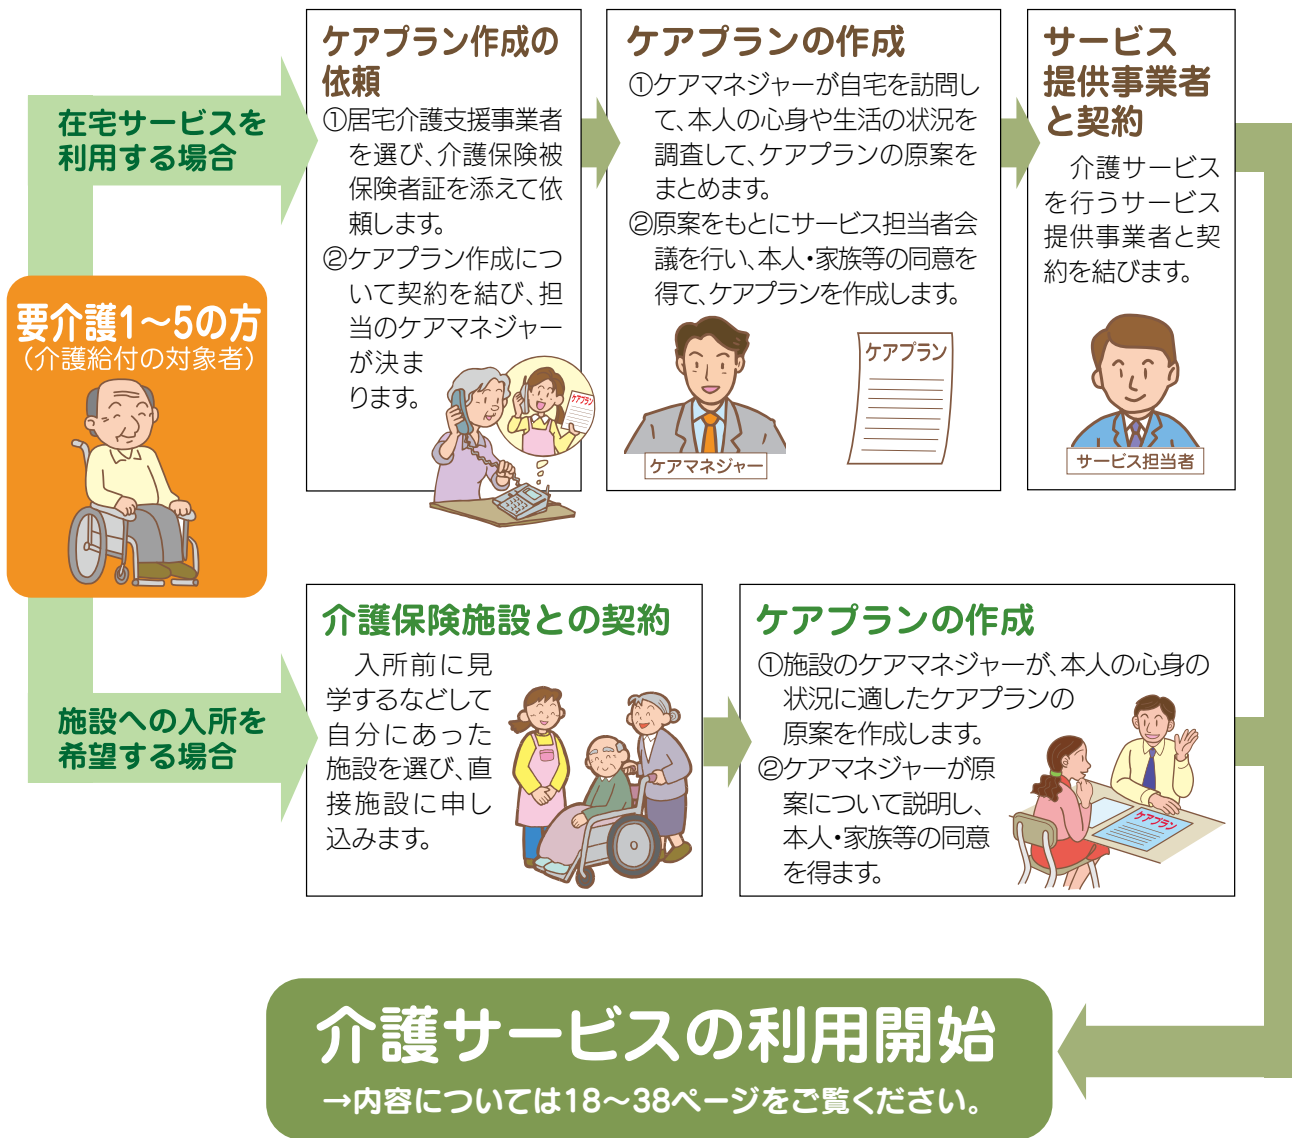 要介護1～5の方
（介護給付の対象者）
在宅サービスを
利用する場合
ケアプラン作成の
依頼
①居宅介護支援事業者
を選び、介護保険被
保険者証を添えて依
頼します。
②ケアプラン作成につ
いて契約を結び、担
当のケアマネジャー
が決ま
ります。
ケアプラン
ケアプランの作成
①ケアマネジャーが自宅を訪問し
て、本人の心身や生活の状況を
調査して、ケアプランの原案を
まとめます。
②原案をもとにサービス担当者会
議を行い、本人・家族等の同意を
得て、ケアプランを作成します。
ケアマネジャー
ケアプラン
サービス
提供事業者
と契約
介護サービス
を行うサービス
提供事業者と契
約を結びます。
サービス担当者
施設への入所を
希望する場合
介護保険施設との契約
入所前に見
学するなどして
自分にあった
施設を選び、直
接施設に申し
込みます。
ケアプランの作成
①施設のケアマネジャーが、本人の心身の
状況に適したケアプランの
原案を作成します。
②ケアマネジャーが原
案について説明し、
本人・家族等の同意
を得ます。
ケアプラン
介護サービスの利用開始
→内容については18～38ページをご覧ください。